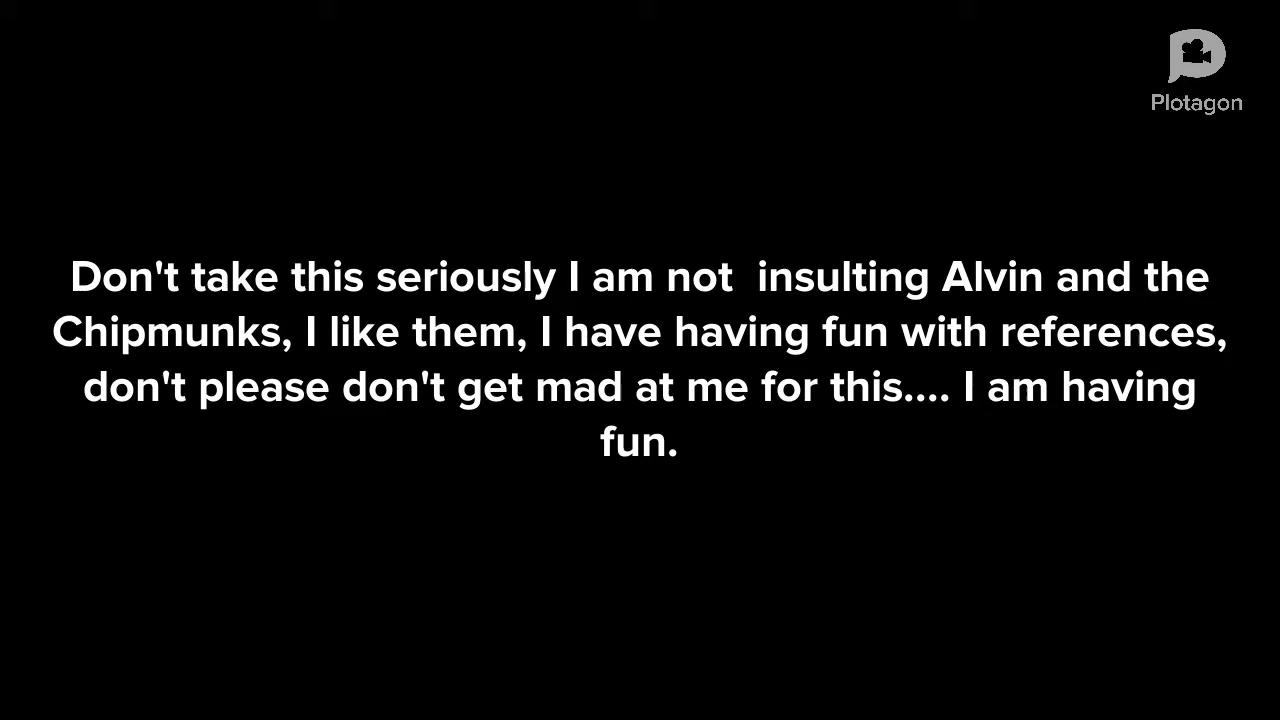 Plotagon
Don't take this seriously I am not  insulting Alvin and the
Chipmunks, I like them, I have having fun with references,
don't please don't get mad at me for this.... I am having
fun.